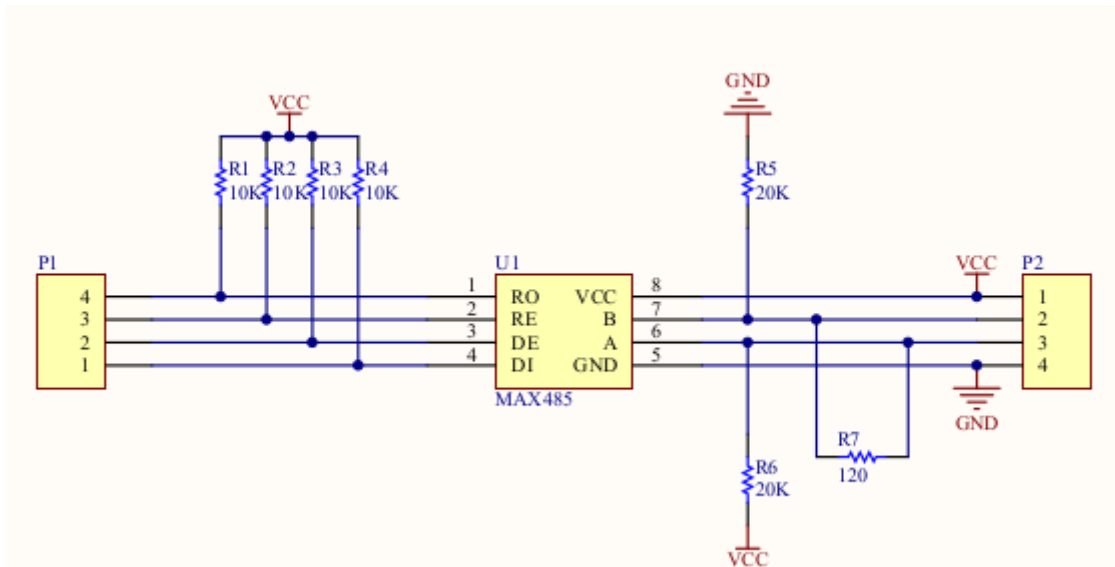 GND
VCC
R1 R2 R3 R4
10K 10K 10K 10K
R5
20K
P1
U1
VCC
P2
4
1 RO VCC 8
1
3
2 RE B 7
2
2
3 DE A 6
3
1
4 DI GND 5
4
MAX485
GND
R7
120
R6
20K
VCC